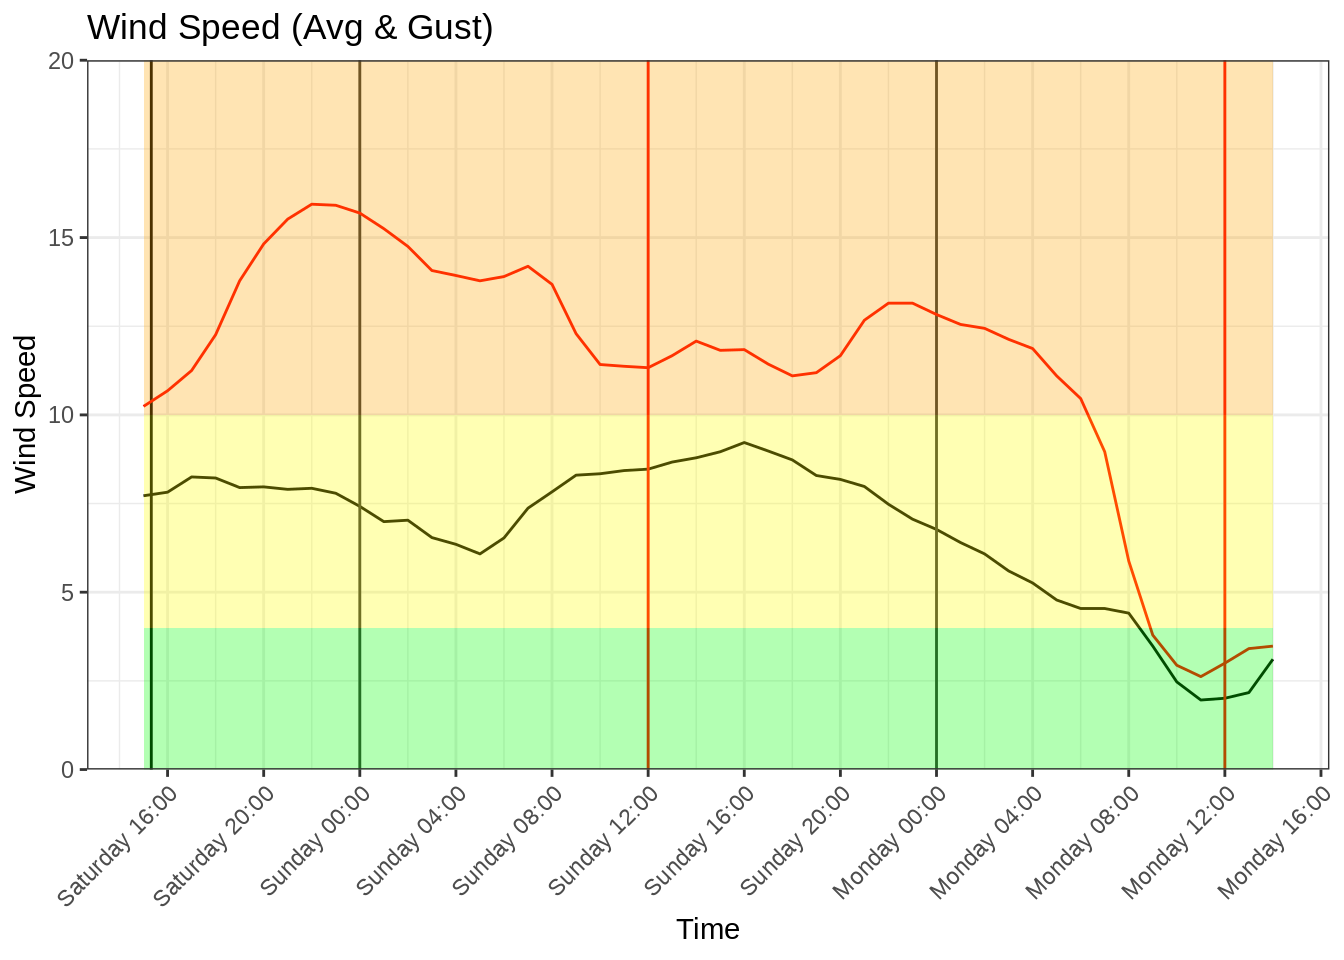 Wind Speed (Avg & Gust)
Wind Speed
20
15
10
5
0
Saturday 16:00
Saturday 20:00
Sunday 00:00
Sunday 04:00
Sunday 08:00
Sunday 12:00
Sunday 16:00
Sunday 20:00
Monday 00:00
Monday 04:00
Monday 08:00
Monday 12:00
Monday 16:00
Time